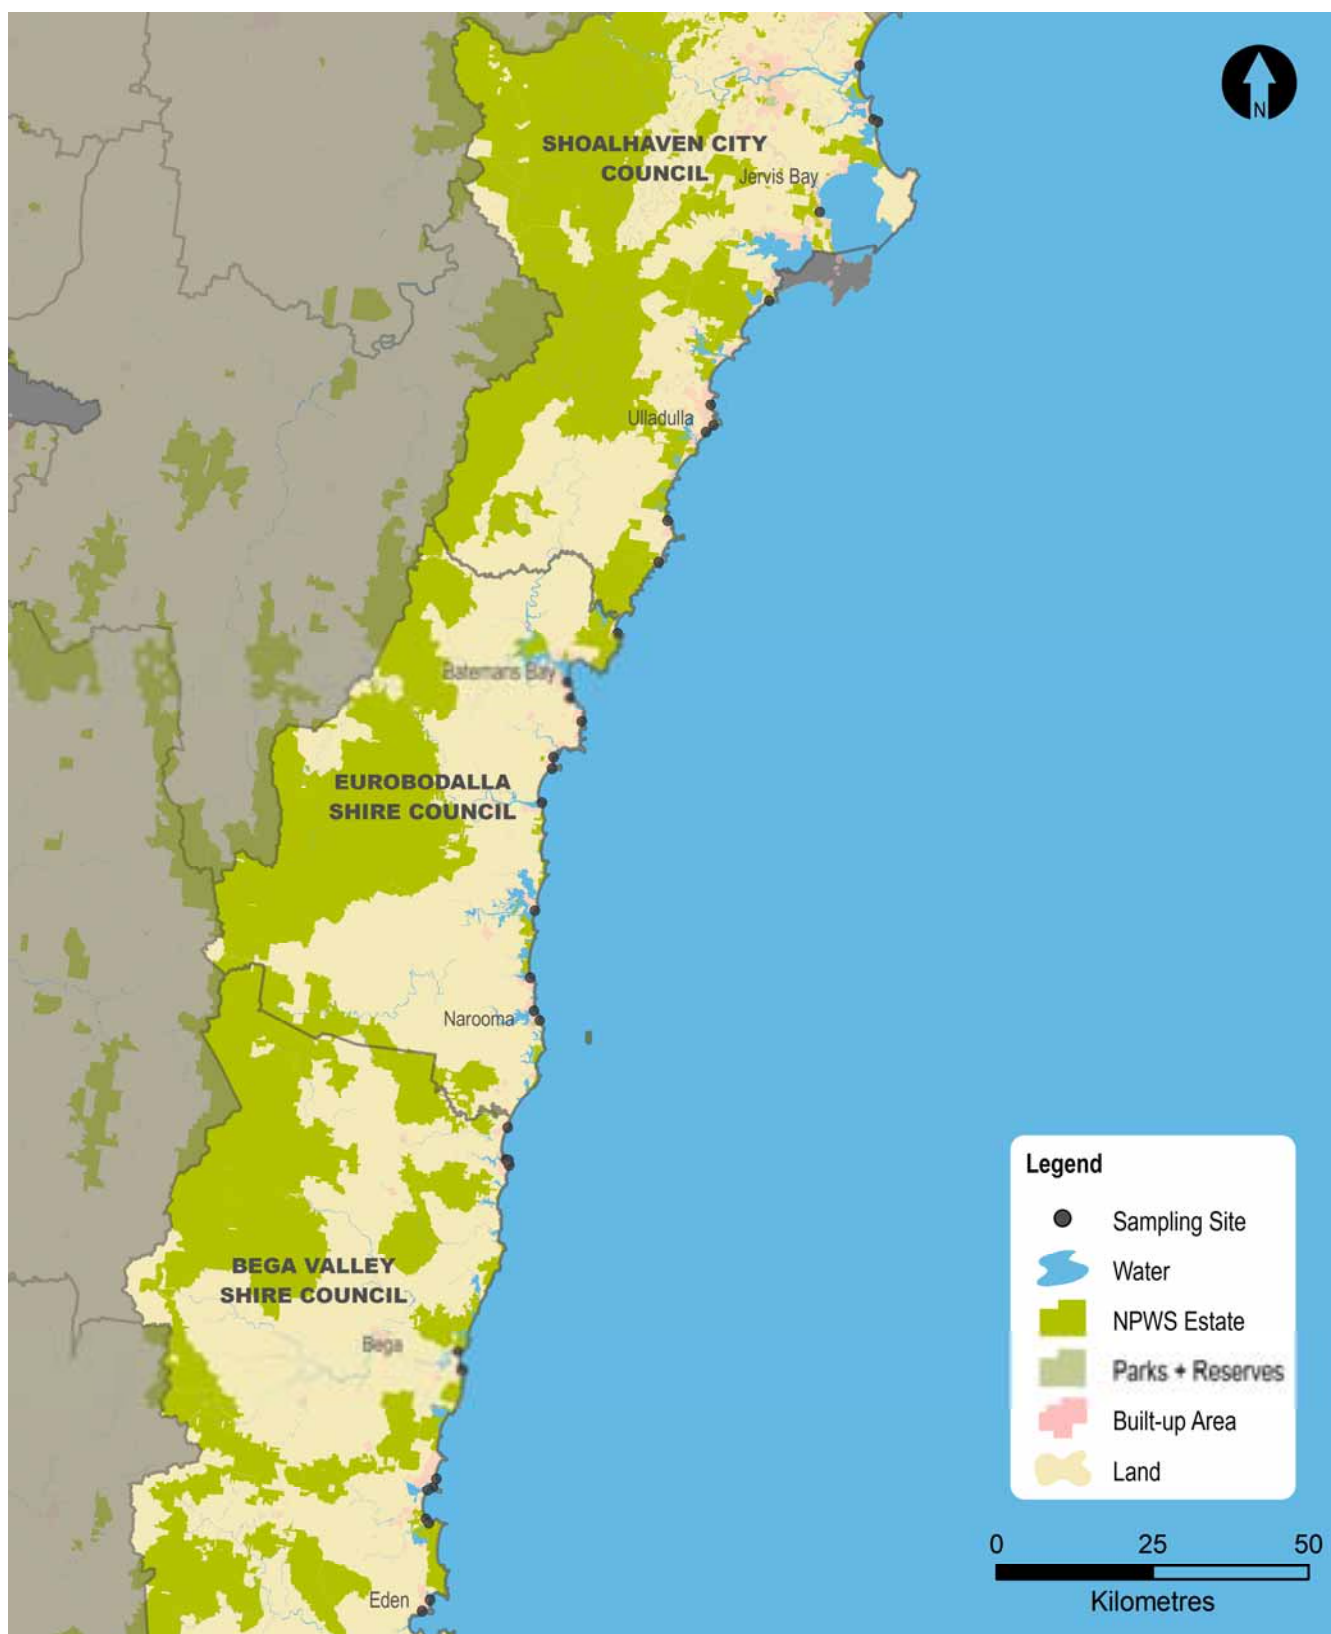 N
SHOALHAVEN CITY
COUNCIL
Jervis Bay
Ulladulla
Batemans Bay
EUROBODALLA
SHIRE COUNCIL
Narooma
BEGA VALLEY
SHIRE COUNCIL
Bega
Eden
Legend
Sampling Site
Water
NPWS Estate
Parks + Reserves
Built-up Area
Land
0 25 50
Kilometres